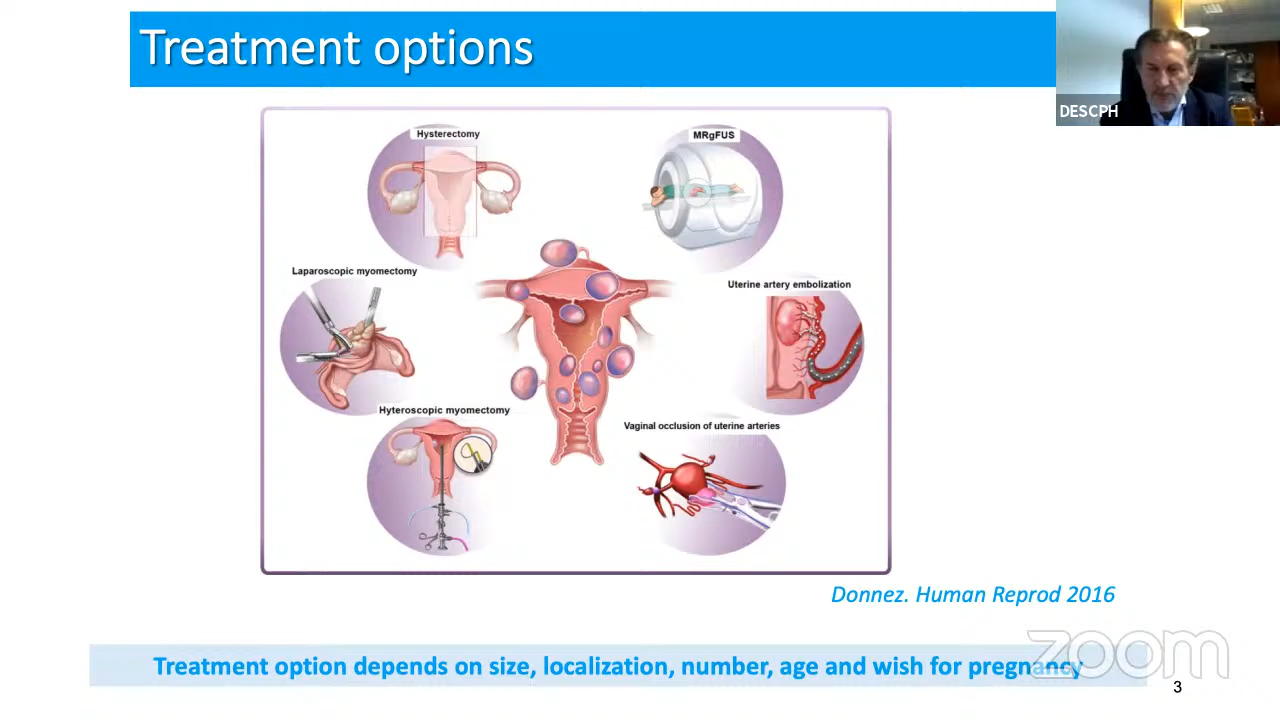 Treatment options
DESCPH
Hysterectomy
MRgFUS
Laparoscopic myomectomy
Uterine artery embolization
Hyteroscopic myomectomy
Vaginal occlusion of uterine arteries
Donnez. Human Reprod 2016
zoom
Treatment option depends on size, localization, number, age and wish for pregnancy
3